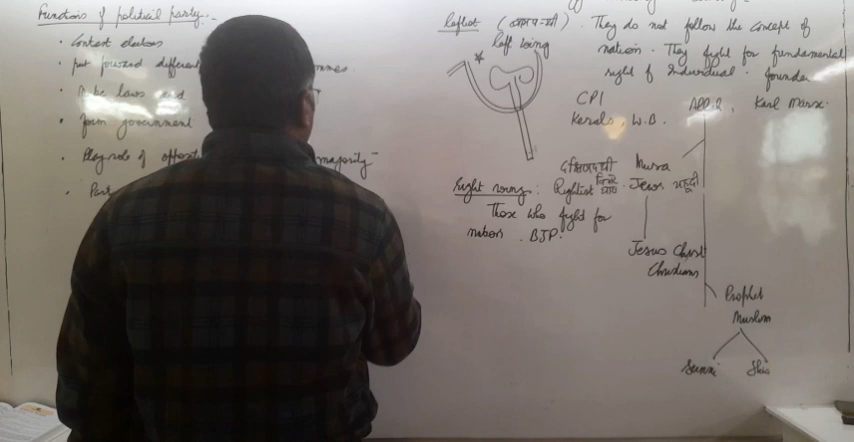 Functions of political party:-
• Contest elections
• put forward different mmes
• laws and
• form government
• Play role of majority
• Part
Leftist (वामपंथी). They do not follow the concept of
left wing
nation. They fight for fundamental
right of Individual. founder
CPI
Kerala, W.B.
Karl Marx.
दक्षिणपंथी
Right wing: Rightist
Those who fight for
nation. BJP.
Musa
Jews यहूदी
Jesus Christ
Christians
Prophet
Muslim
Sunni Shia